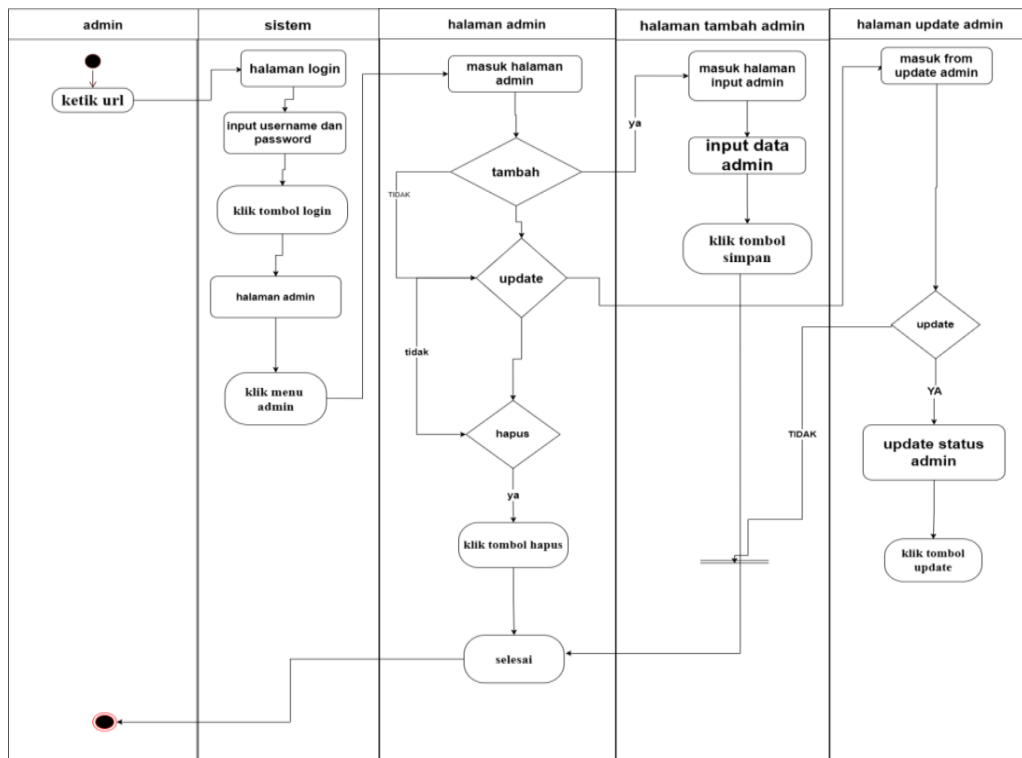 admin
sistem
halaman admin
halaman tambah admin
halaman update admin
ketik url
halaman login
input username dan
password
klik tombol login
halaman admin
klik menu
admin
masuk halaman
admin
tambah
TIDAK
update
tidak
hapus
ya
klik tombol hapus
selesai
ya
masuk halaman
input admin
input data
admin
klik tombol
simpan
masuk from
update admin
update
YA
TIDAK
update status
admin
klik tombol
update